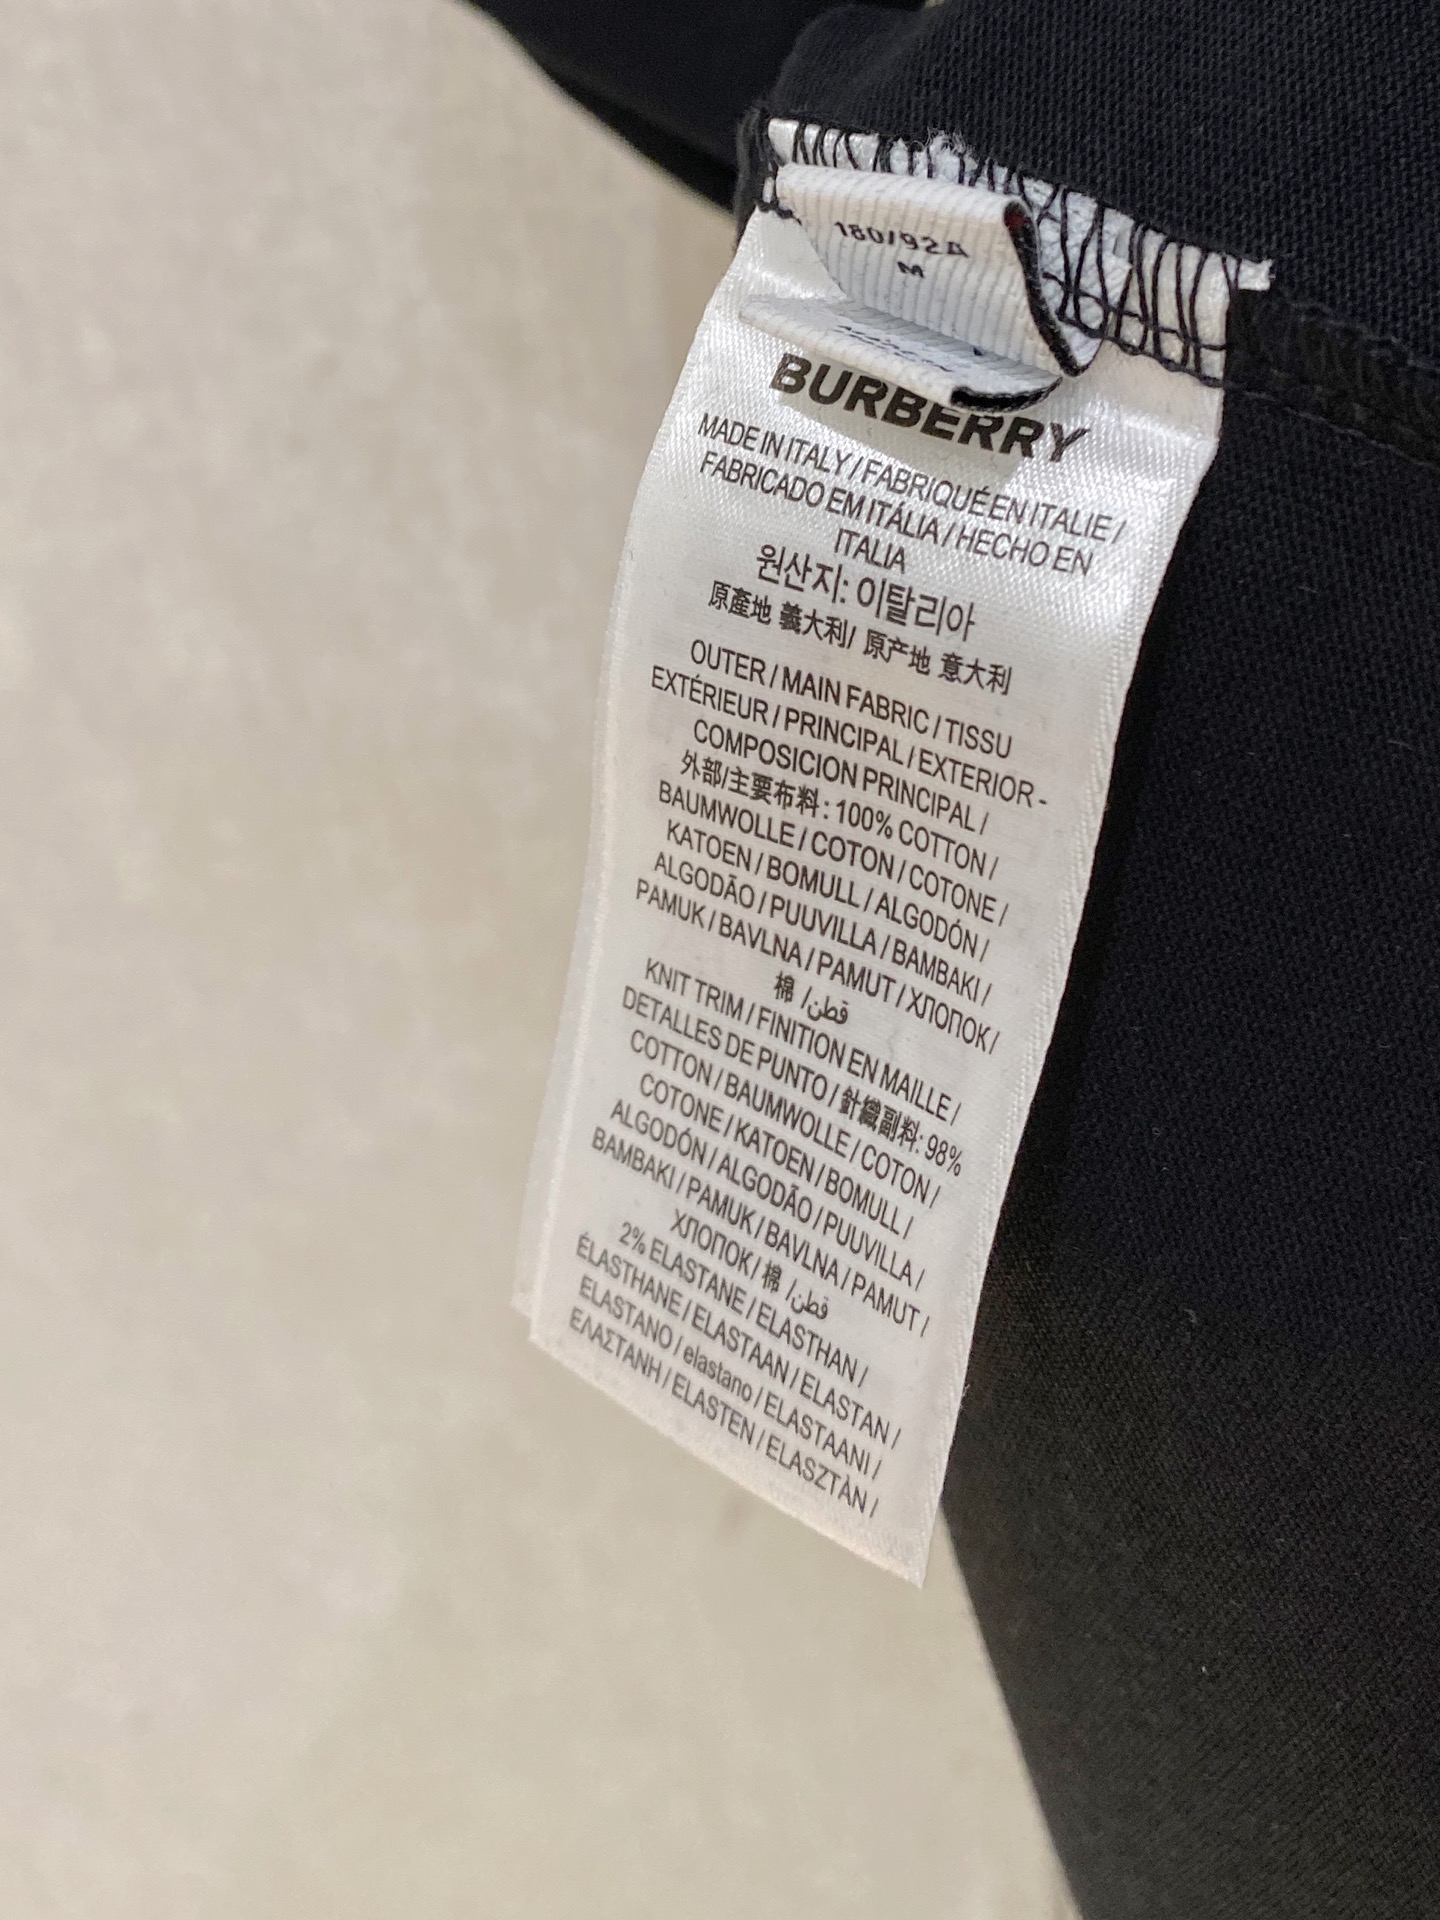 180/92A
M
BURBERRY
MADE IN ITALY / FABRIQUÉ EN ITALIE /
FABRICADO EM ITÁLIA / HECHO EN
ITALIA
원산지: 이탈리아
原產地 義大利/ 原产地 意大利
OUTER / MAIN FABRIC / TISSU
EXTÉRIEUR / PRINCIPAL / EXTERIOR -
COMPOSICION PRINCIPAL /
外部/主要布料 : 100% COTTON /
BAUMWOLLE / COTON / COTONE /
KATOEN / BOMULL / ALGODÓN /
ALGODÃO / PUUVILLA / BAMBAKI /
PAMUK / BAVLNA / PAMUT / ХЛОПОК /
棉 / قطن
KNIT TRIM / FINITION EN MAILLE /
DETALLES DE PUNTO / 針織副料: 98%
COTTON / BAUMWOLLE / COTON /
COTONE / KATOEN / BOMULL /
ALGODÓN / ALGODÃO / PUUVILLA /
BAMBAKI / PAMUK / BAVLNA / PAMUT /
ХЛОПОК / 棉 / قطن
2% ELASTANE / ELASTHAN /
ÉLASTHANE / ELASTAAN / ELASTAN /
ELASTANO / elastano / ELASTAANI /
ΕΛΑΣΤΑΝΗ / ELASTEN / ELASZTÀN /